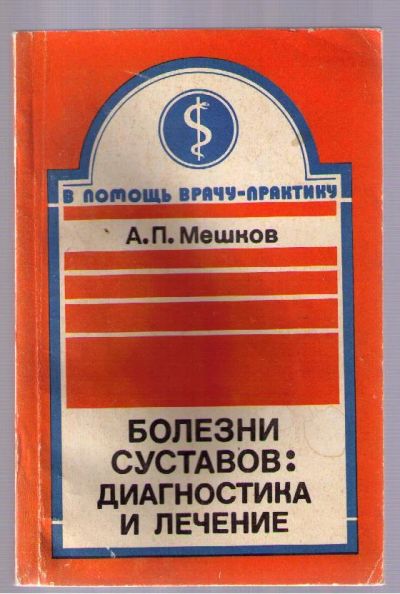 В ПОМОЩЬ ВРАЧУ-ПРАКТИКУ
А.П. Мешков
БОЛЕЗНИ
СУСТАВОВ:
ДИАГНОСТИКА
И ЛЕЧЕНИЕ